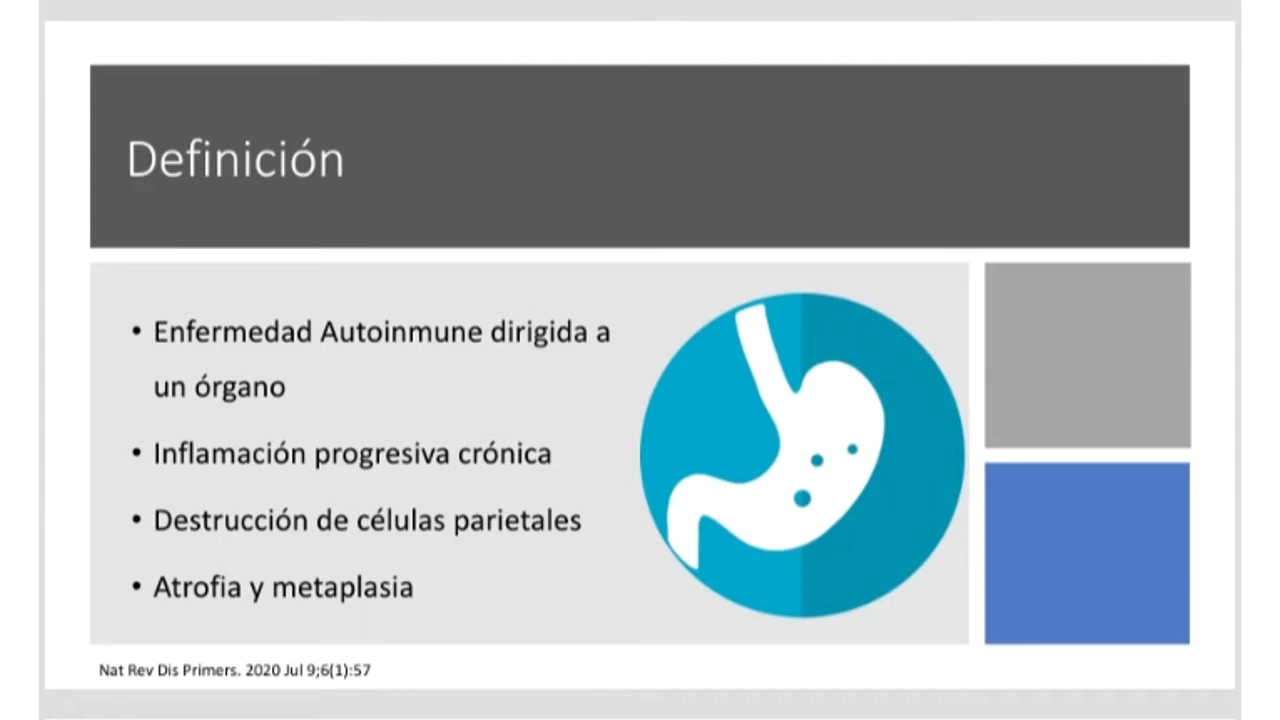 Definición
• Enfermedad Autoinmune dirigida a
un órgano
• Inflamación progresiva crónica
• Destrucción de células parietales
• Atrofia y metaplasia
Nat Rev Dis Primers. 2020 Jul 9;6(1):57